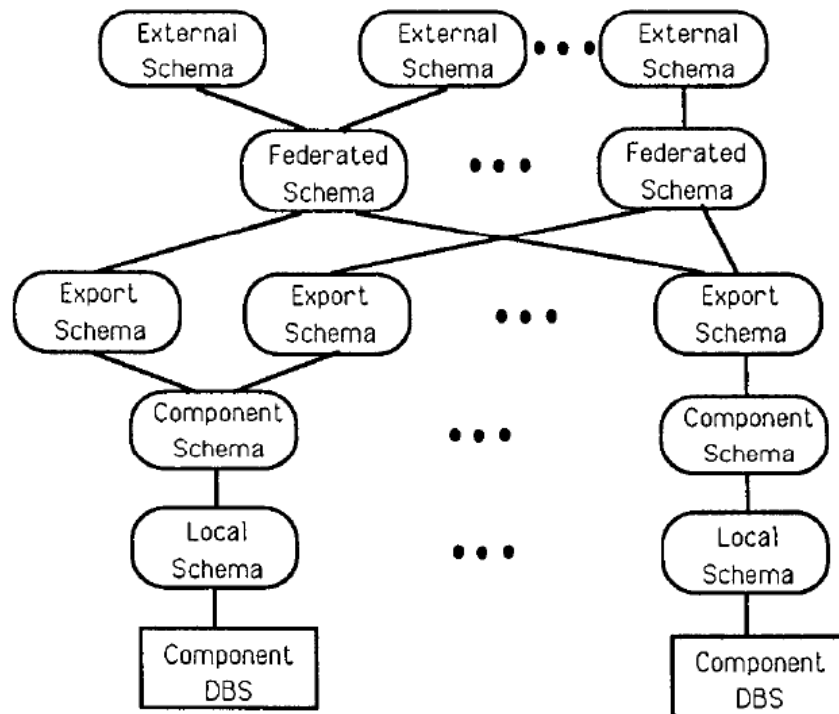 External
Schema
External
Schema
External
Schema
Federated
Schema
Federated
Schema
Export
Schema
Export
Schema
Export
Schema
Component
Schema
Component
Schema
Local
Schema
Local
Schema
Component
DBS
Component
DBS